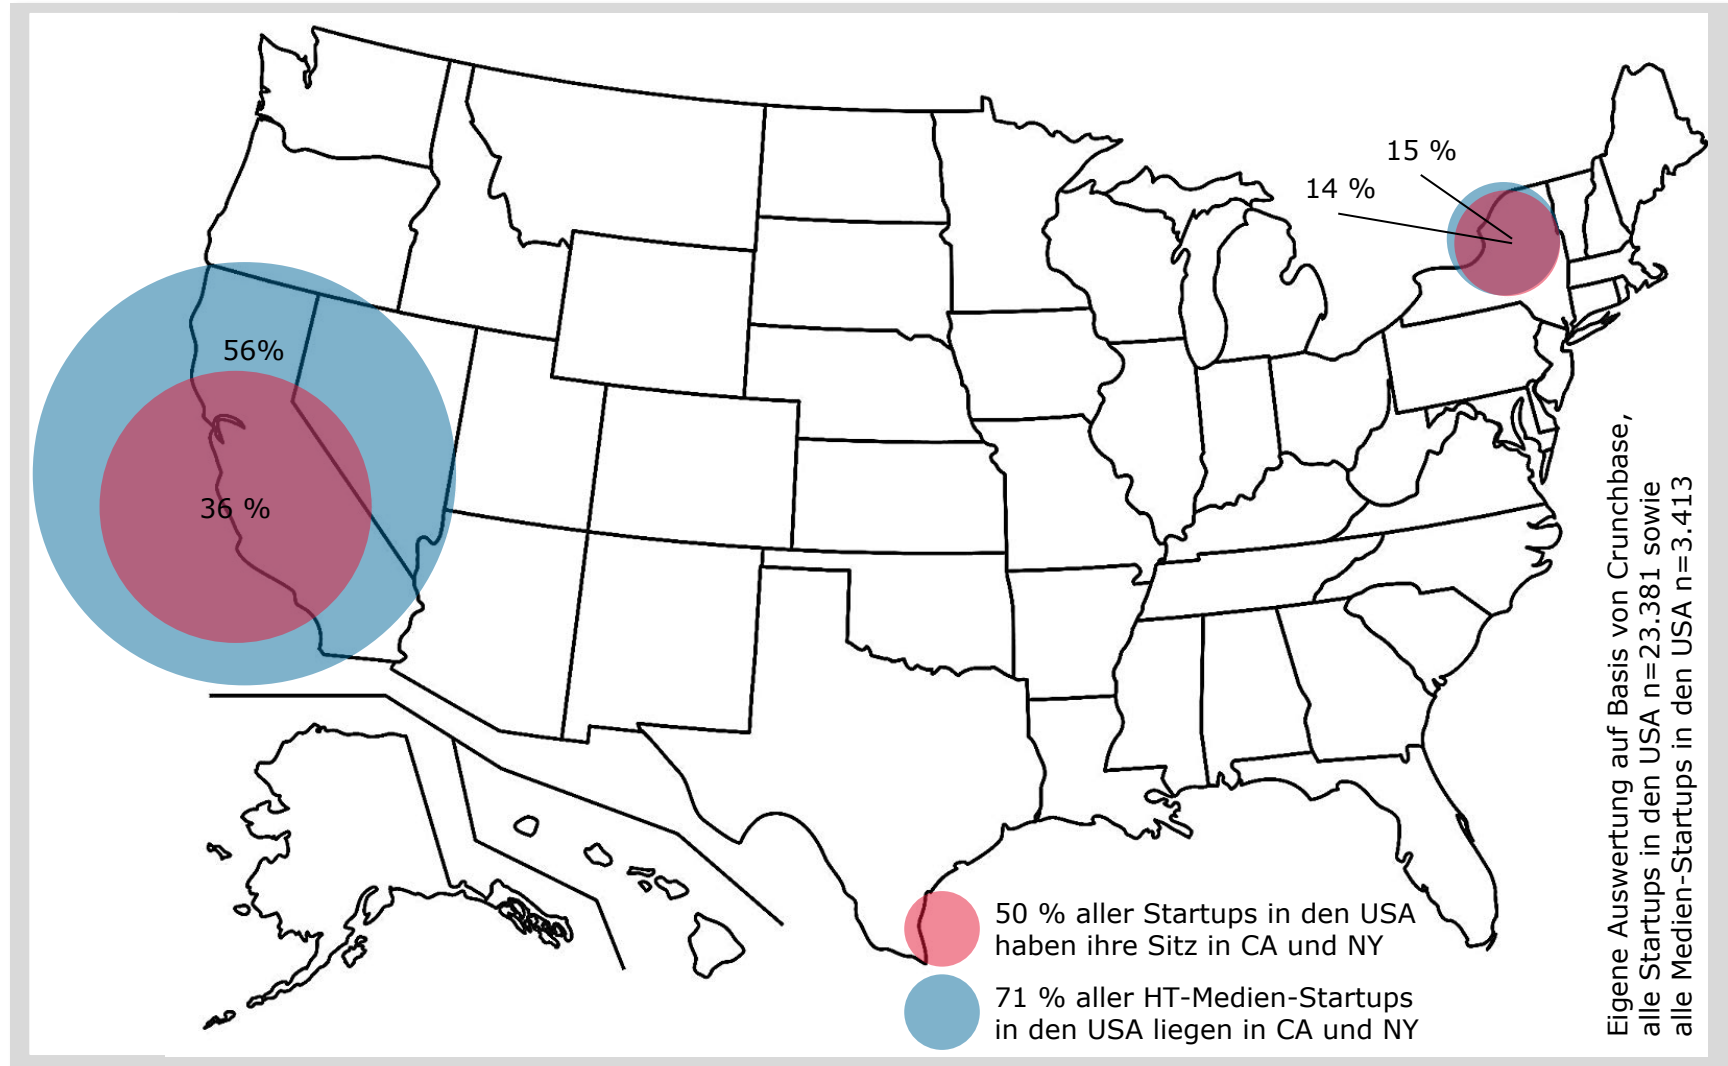 15 %
14 %
56%
36 %
50 % aller Startups in den USA
haben ihre Sitz in CA und NY
71 % aller HT-Medien-Startups
in den USA liegen in CA und NY
Eigene Auswertung auf Basis von Crunchbase,
alle Startups in den USA n=23.381 sowie
alle Medien-Startups in den USA n=3.413